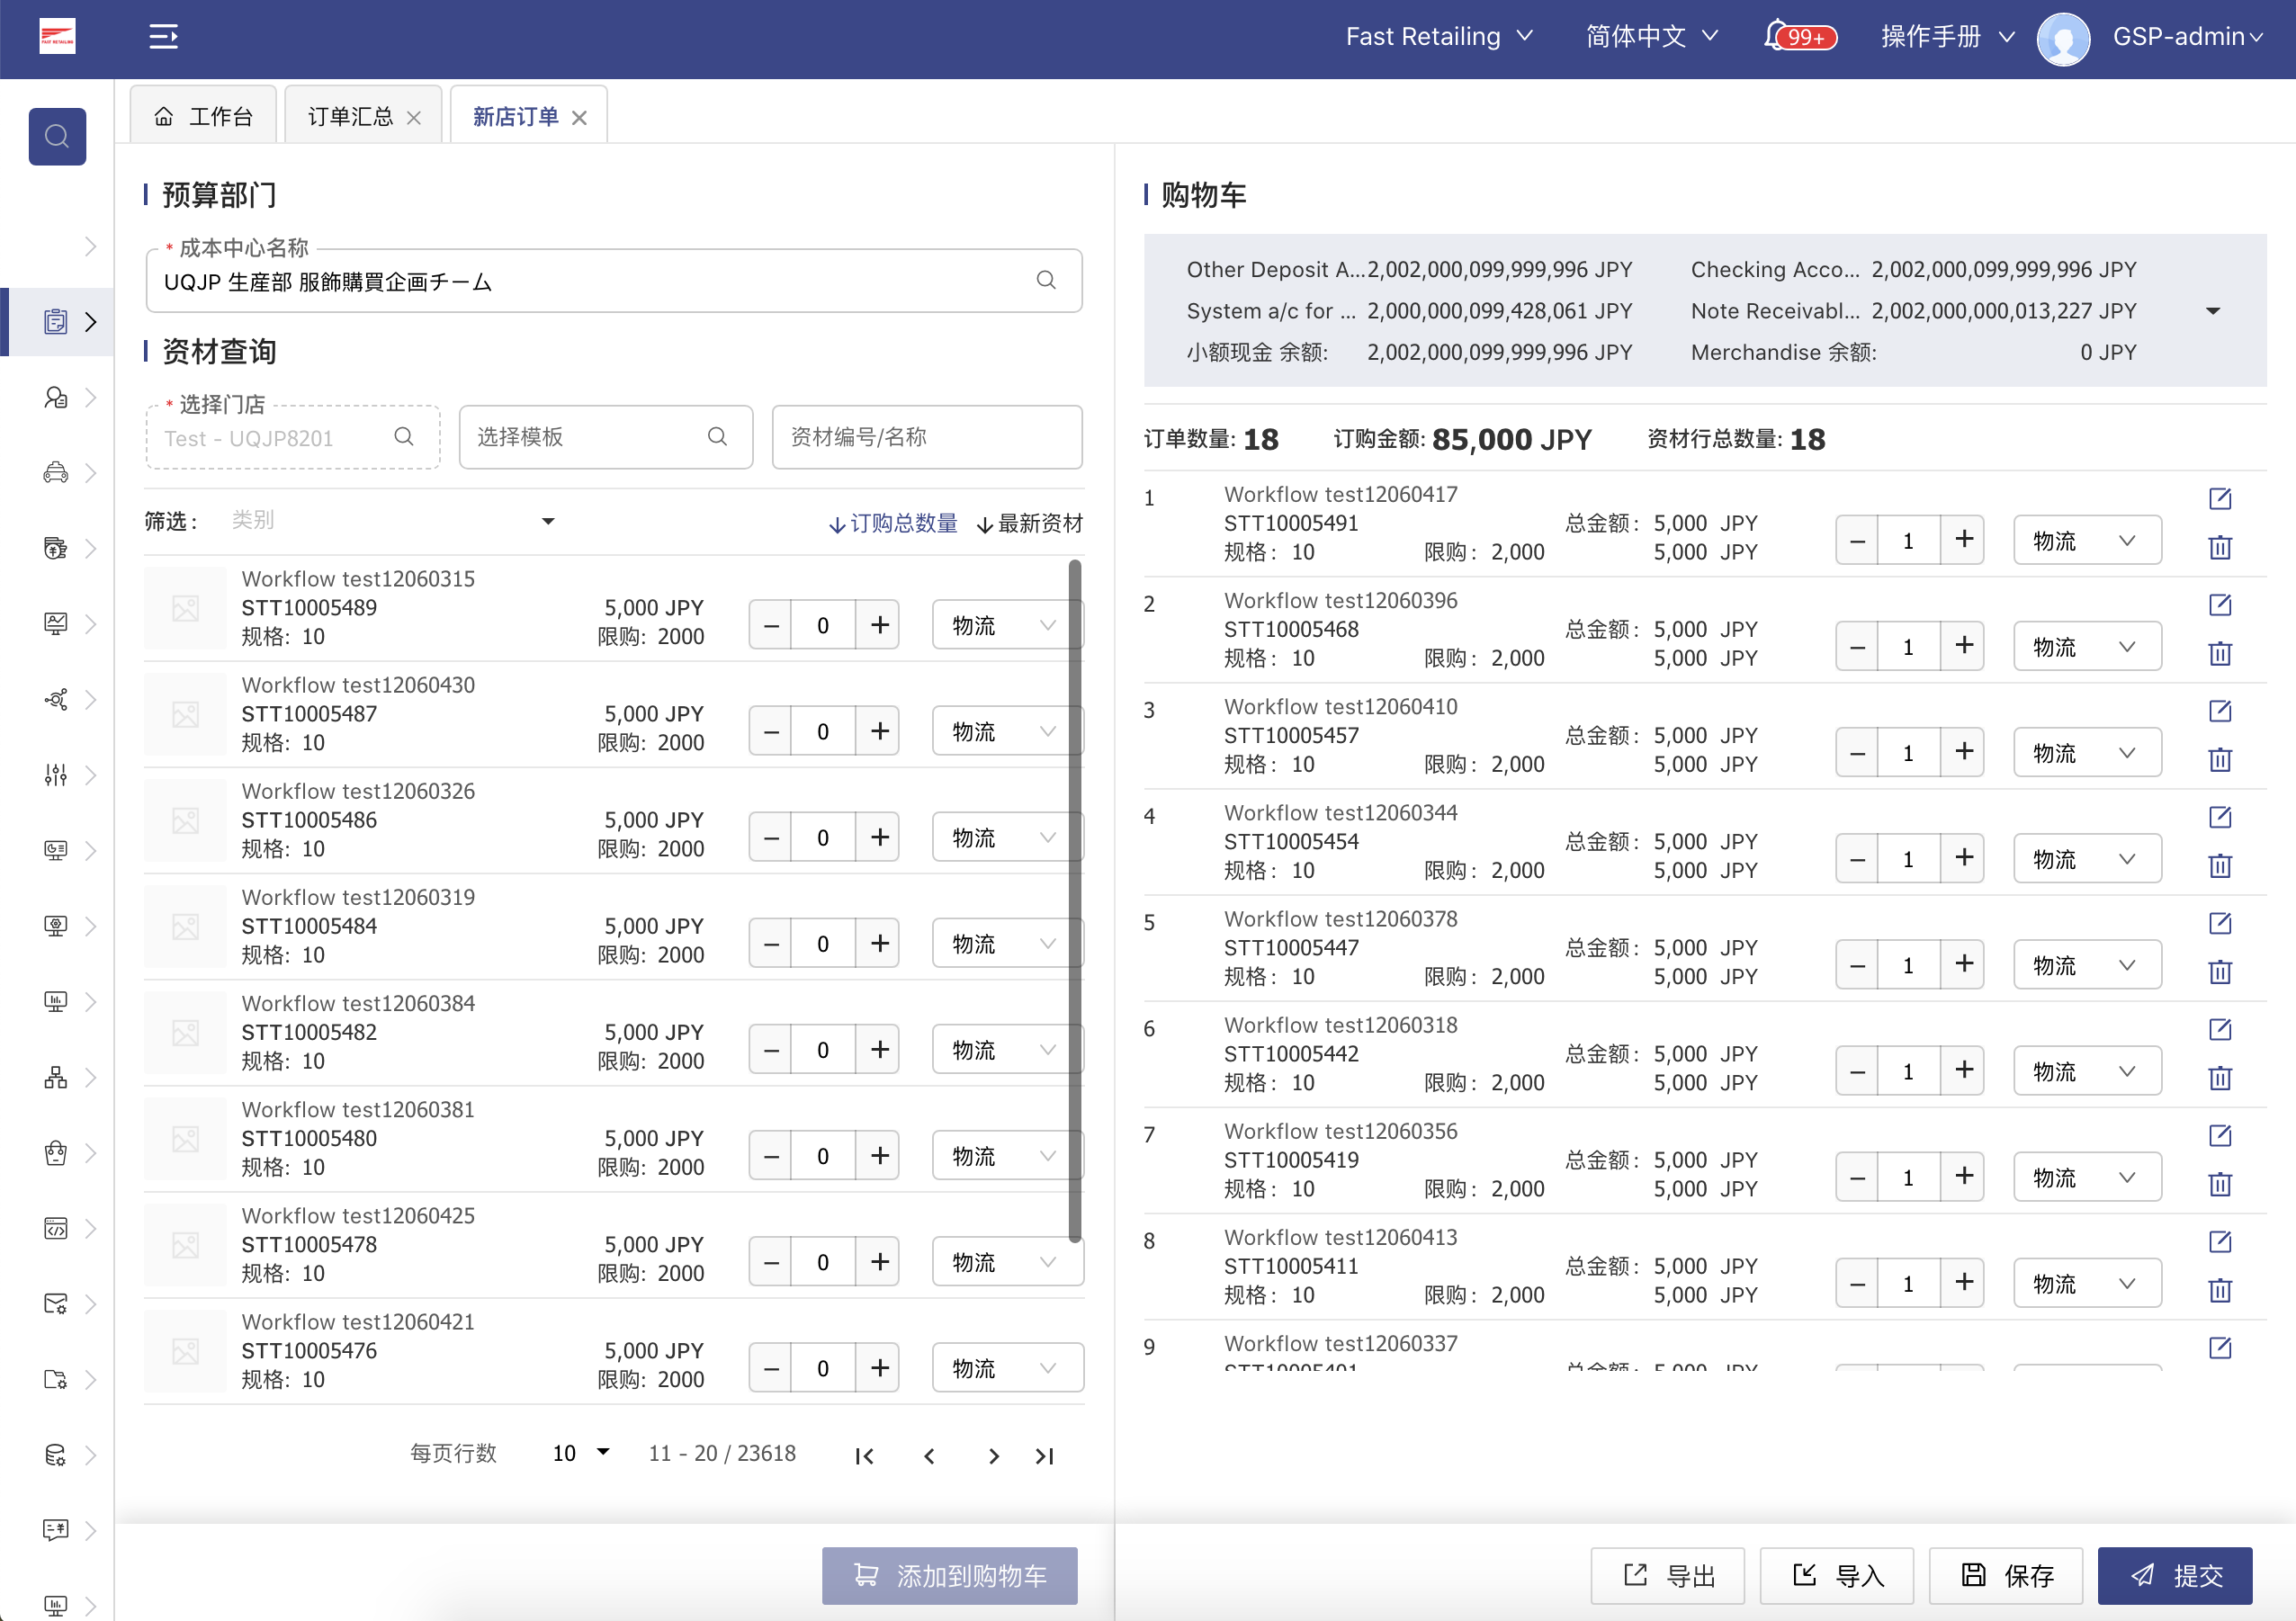 FAST RETAILING
Fast Retailing
简体中文
99+
操作手册
GSP-admin
工作台
订单汇总
新店订单
预算部门
* 成本中心名称
UQJP 生産部 服飾購買企画チーム
资材查询
* 选择门店
Test - UQJP8201
选择模板
资材编号/名称
筛选：
类别
订购总数量
最新资材
Workflow test12060315
STT10005489 5,000 JPY
规格: 10 限购: 2000
0 物流
Workflow test12060430
STT10005487 5,000 JPY
规格: 10 限购: 2000
0 物流
Workflow test12060326
STT10005486 5,000 JPY
规格: 10 限购: 2000
0 物流
Workflow test12060319
STT10005484 5,000 JPY
规格: 10 限购: 2000
0 物流
Workflow test12060384
STT10005482 5,000 JPY
规格: 10 限购: 2000
0 物流
Workflow test12060381
STT10005480 5,000 JPY
规格: 10 限购: 2000
0 物流
Workflow test12060425
STT10005478 5,000 JPY
规格: 10 限购: 2000
0 物流
Workflow test12060421
STT10005476 5,000 JPY
规格: 10 限购: 2000
0 物流
每页行数 10 11 - 20 / 23618
添加到购物车
购物车
Other Deposit A... 2,002,000,099,999,996 JPY Checking Acco... 2,002,000,099,999,996 JPY
System a/c for ... 2,000,000,099,428,061 JPY Note Receivabl... 2,002,000,000,013,227 JPY
小额现金 余额: 2,002,000,099,999,996 JPY Merchandise 余额: 0 JPY
订单数量: 18 订购金额: 85,000 JPY 资材行总数量: 18
1 Workflow test12060417
STT10005491 总金额： 5,000 JPY
规格： 10 限购： 2,000 5,000 JPY
1 物流
2 Workflow test12060396
STT10005468 总金额： 5,000 JPY
规格： 10 限购： 2,000 5,000 JPY
1 物流
3 Workflow test12060410
STT10005457 总金额： 5,000 JPY
规格： 10 限购： 2,000 5,000 JPY
1 物流
4 Workflow test12060344
STT10005454 总金额： 5,000 JPY
规格： 10 限购： 2,000 5,000 JPY
1 物流
5 Workflow test12060378
STT10005447 总金额： 5,000 JPY
规格： 10 限购： 2,000 5,000 JPY
1 物流
6 Workflow test12060318
STT10005442 总金额： 5,000 JPY
规格： 10 限购： 2,000 5,000 JPY
1 物流
7 Workflow test12060356
STT10005419 总金额： 5,000 JPY
规格： 10 限购： 2,000 5,000 JPY
1 物流
8 Workflow test12060413
STT10005411 总金额： 5,000 JPY
规格： 10 限购： 2,000 5,000 JPY
1 物流
9 Workflow test12060337
STT10005401 总金额： 5,000 JPY
导出
导入
保存
提交